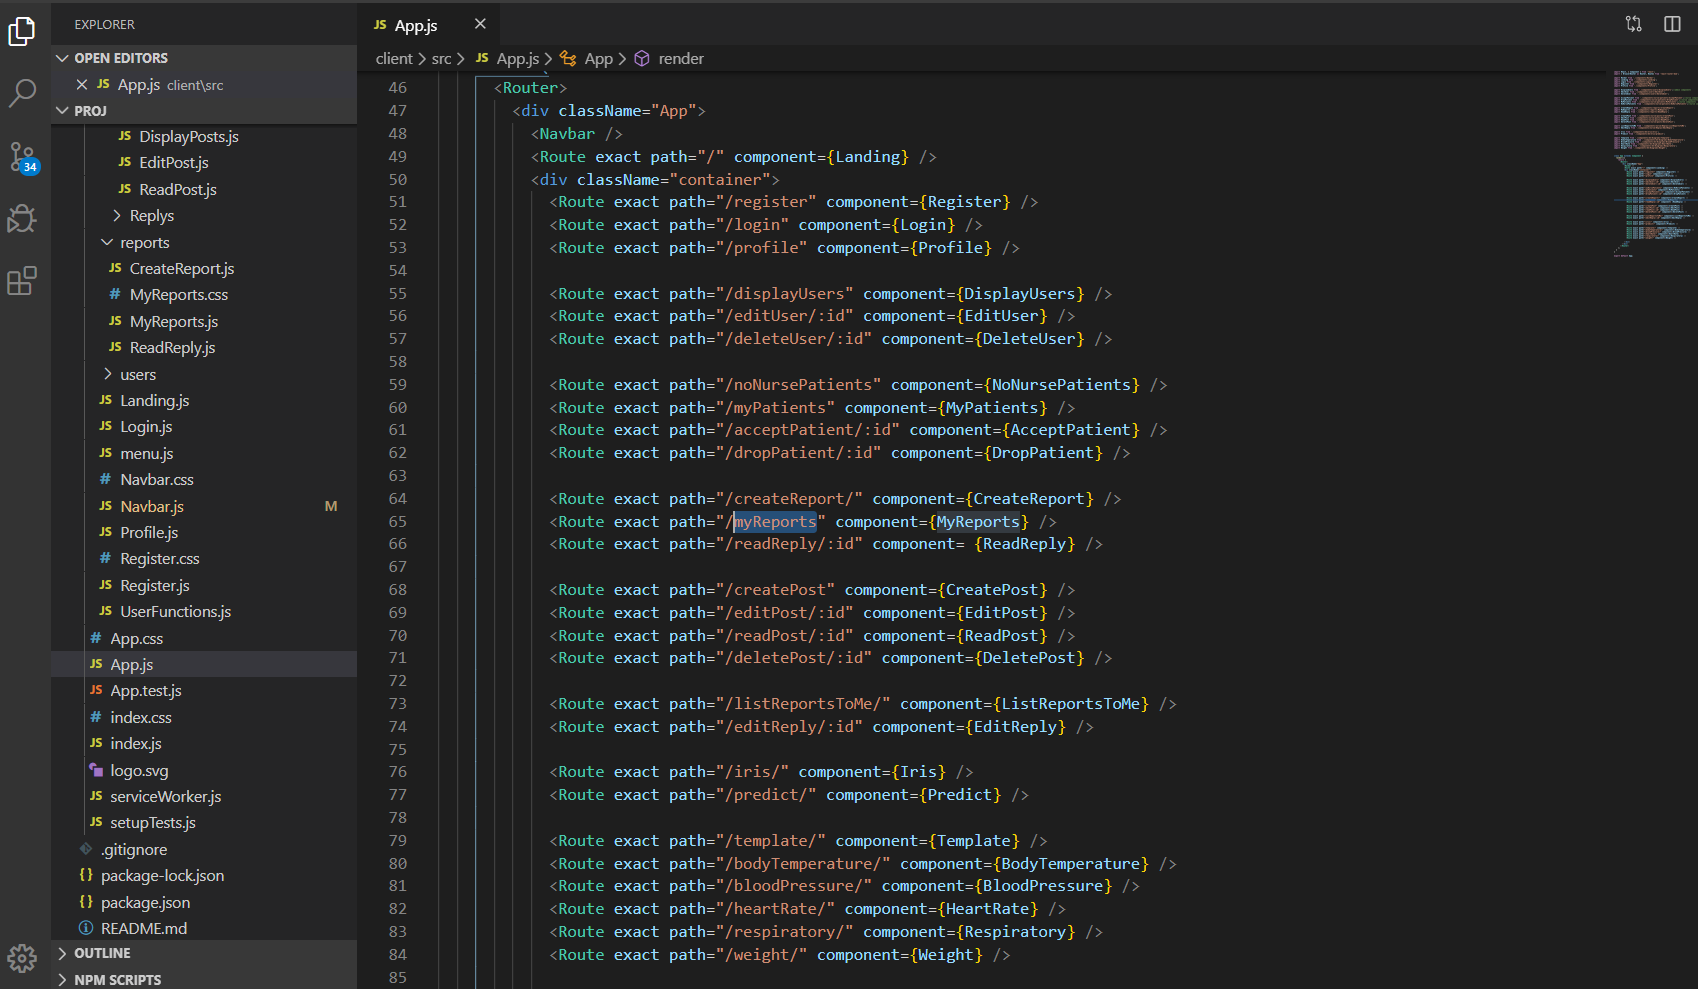 EXPLORER
OPEN EDITORS
JS App.js client\src
PROJ
JS DisplayPosts.js
JS EditPost.js
JS ReadPost.js
Replys
reports
JS CreateReport.js
# MyReports.css
JS MyReports.js
JS ReadReply.js
users
JS Landing.js
JS Login.js
JS menu.js
# Navbar.css
JS Navbar.js M
JS Profile.js
# Register.css
JS Register.js
JS UserFunctions.js
# App.css
JS App.js
JS App.test.js
# index.css
JS index.js
logo.svg
JS serviceWorker.js
JS setupTests.js
.gitignore
{} package-lock.json
{} package.json
README.md
OUTLINE
NPM SCRIPTS
34
JS App.js
client > src > JS App.js > App > render
46 <Router>
47 <div className="App">
48 <Navbar />
49 <Route exact path="/" component={Landing} />
50 <div className="container">
51 <Route exact path="/register" component={Register} />
52 <Route exact path="/login" component={Login} />
53 <Route exact path="/profile" component={Profile} />
54
55 <Route exact path="/displayUsers" component={DisplayUsers} />
56 <Route exact path="/editUser/:id" component={EditUser} />
57 <Route exact path="/deleteUser/:id" component={DeleteUser} />
58
59 <Route exact path="/noNursePatients" component={NoNursePatients} />
60 <Route exact path="/myPatients" component={MyPatients} />
61 <Route exact path="/acceptPatient/:id" component={AcceptPatient} />
62 <Route exact path="/dropPatient/:id" component={DropPatient} />
63
64 <Route exact path="/createReport/" component={CreateReport} />
65 <Route exact path="/myReports" component={MyReports} />
66 <Route exact path="/readReply/:id" component= {ReadReply} />
67
68 <Route exact path="/createPost" component={CreatePost} />
69 <Route exact path="/editPost/:id" component={EditPost} />
70 <Route exact path="/readPost/:id" component={ReadPost} />
71 <Route exact path="/deletePost/:id" component={DeletePost} />
72
73 <Route exact path="/listReportsToMe/" component={ListReportsToMe} />
74 <Route exact path="/editReply/:id" component={EditReply} />
75
76 <Route exact path="/iris/" component={Iris} />
77 <Route exact path="/predict/" component={Predict} />
78
79 <Route exact path="/template/" component={Template} />
80 <Route exact path="/bodyTemperature/" component={BodyTemperature} />
81 <Route exact path="/bloodPressure/" component={BloodPressure} />
82 <Route exact path="/heartRate/" component={HeartRate} />
83 <Route exact path="/respiratory/" component={Respiratory} />
84 <Route exact path="/weight/" component={Weight} />
85